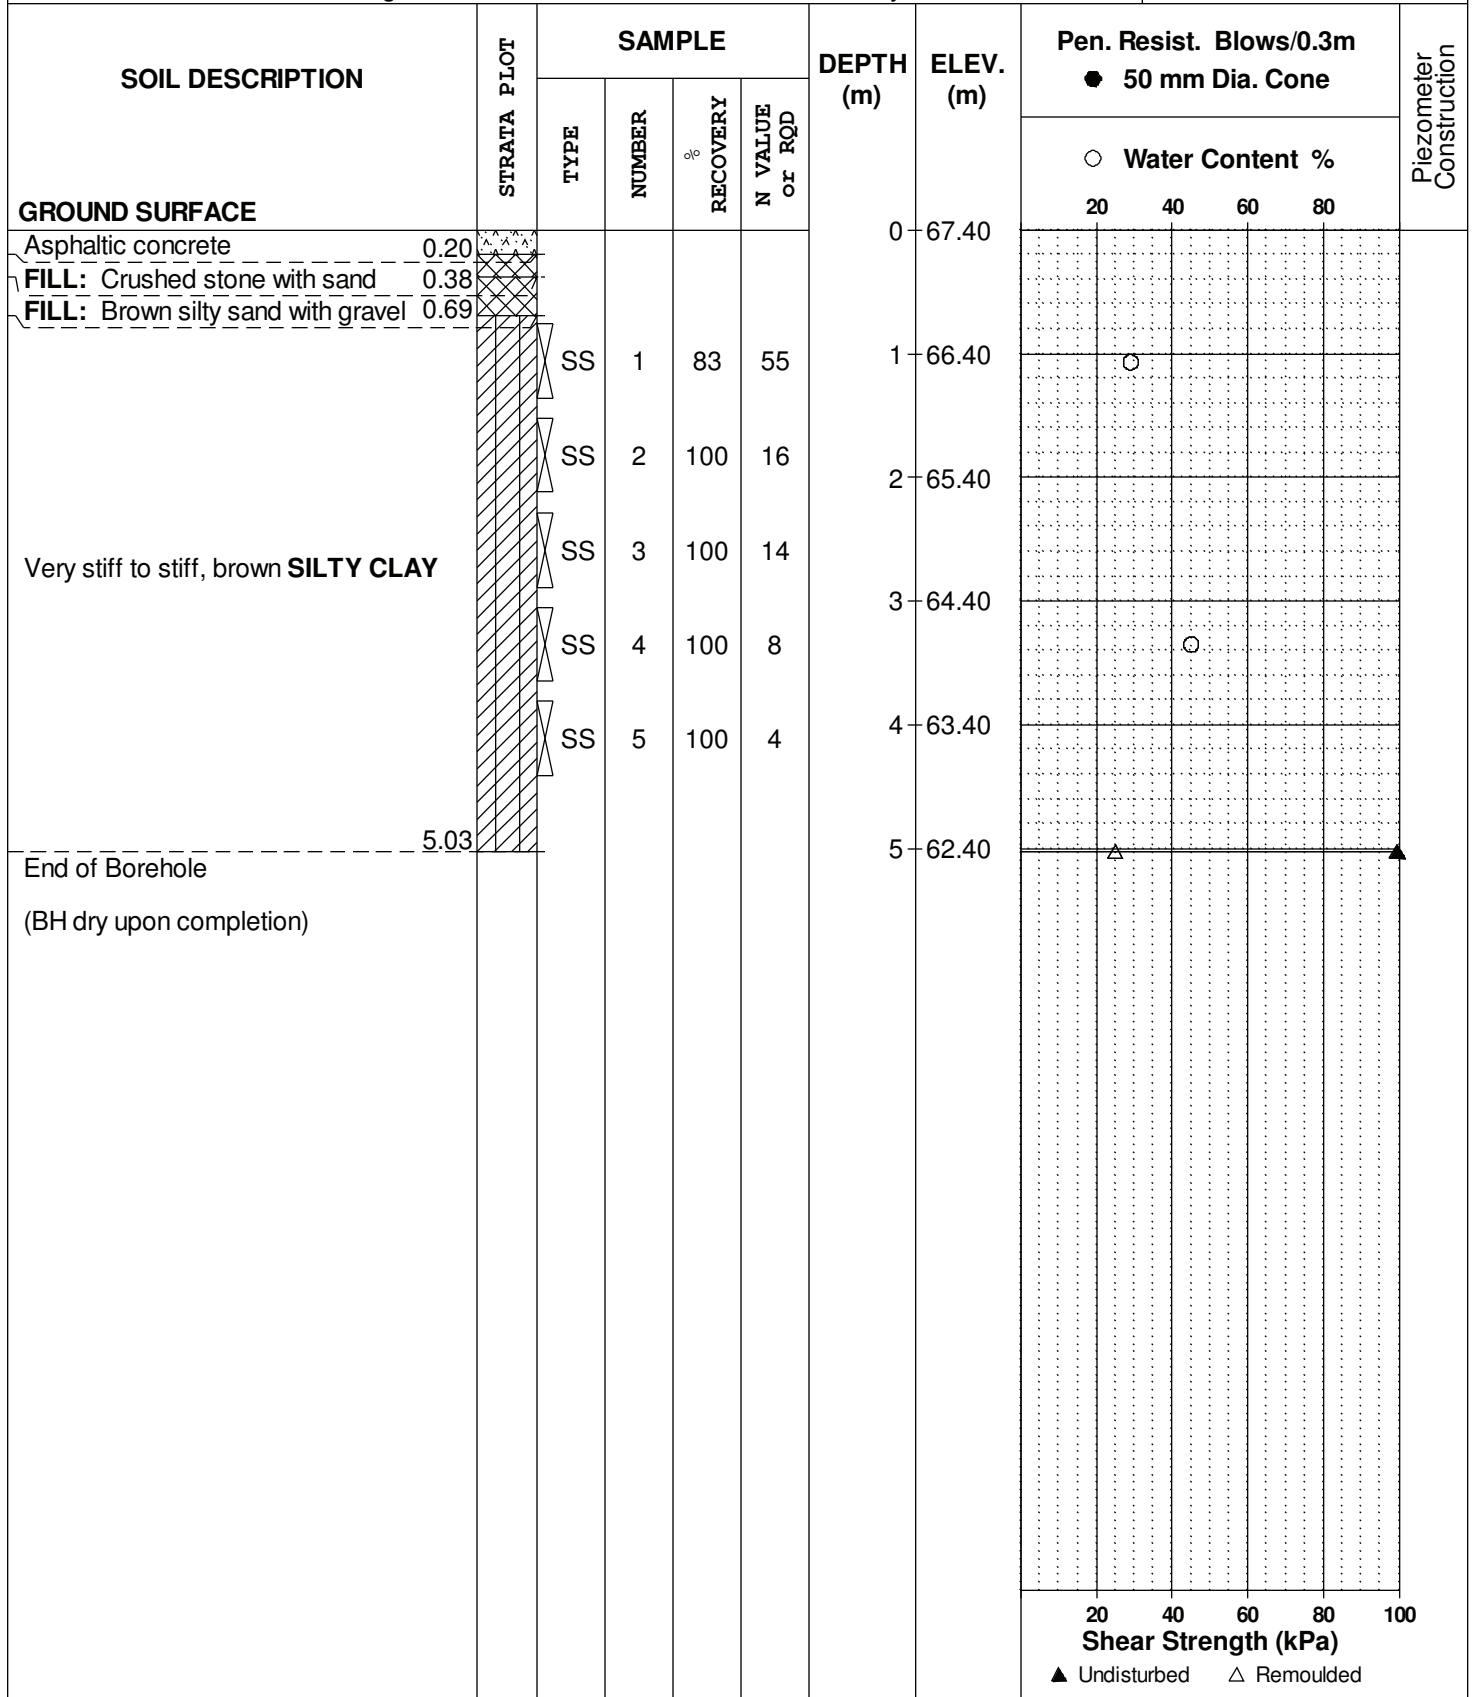 SOIL DESCRIPTION
GROUND SURFACE
STRATA PLOT
SAMPLE
TYPE
NUMBER
% RECOVERY
N VALUE or RQD
DEPTH (m)
ELEV. (m)
Pen. Resist. Blows/0.3m
● 50 mm Dia. Cone
○ Water Content %
20 40 60 80
Piezometer Construction
0 67.40
Asphaltic concrete 0.20
FILL: Crushed stone with sand 0.38
FILL: Brown silty sand with gravel 0.69
SS 1 83 55
1 66.40
SS 2 100 16
2 65.40
SS 3 100 14
Very stiff to stiff, brown SILTY CLAY
3 64.40
SS 4 100 8
4 63.40
SS 5 100 4
5.03
5 62.40
End of Borehole
(BH dry upon completion)
20 40 60 80 100
Shear Strength (kPa)
▲ Undisturbed △ Remoulded